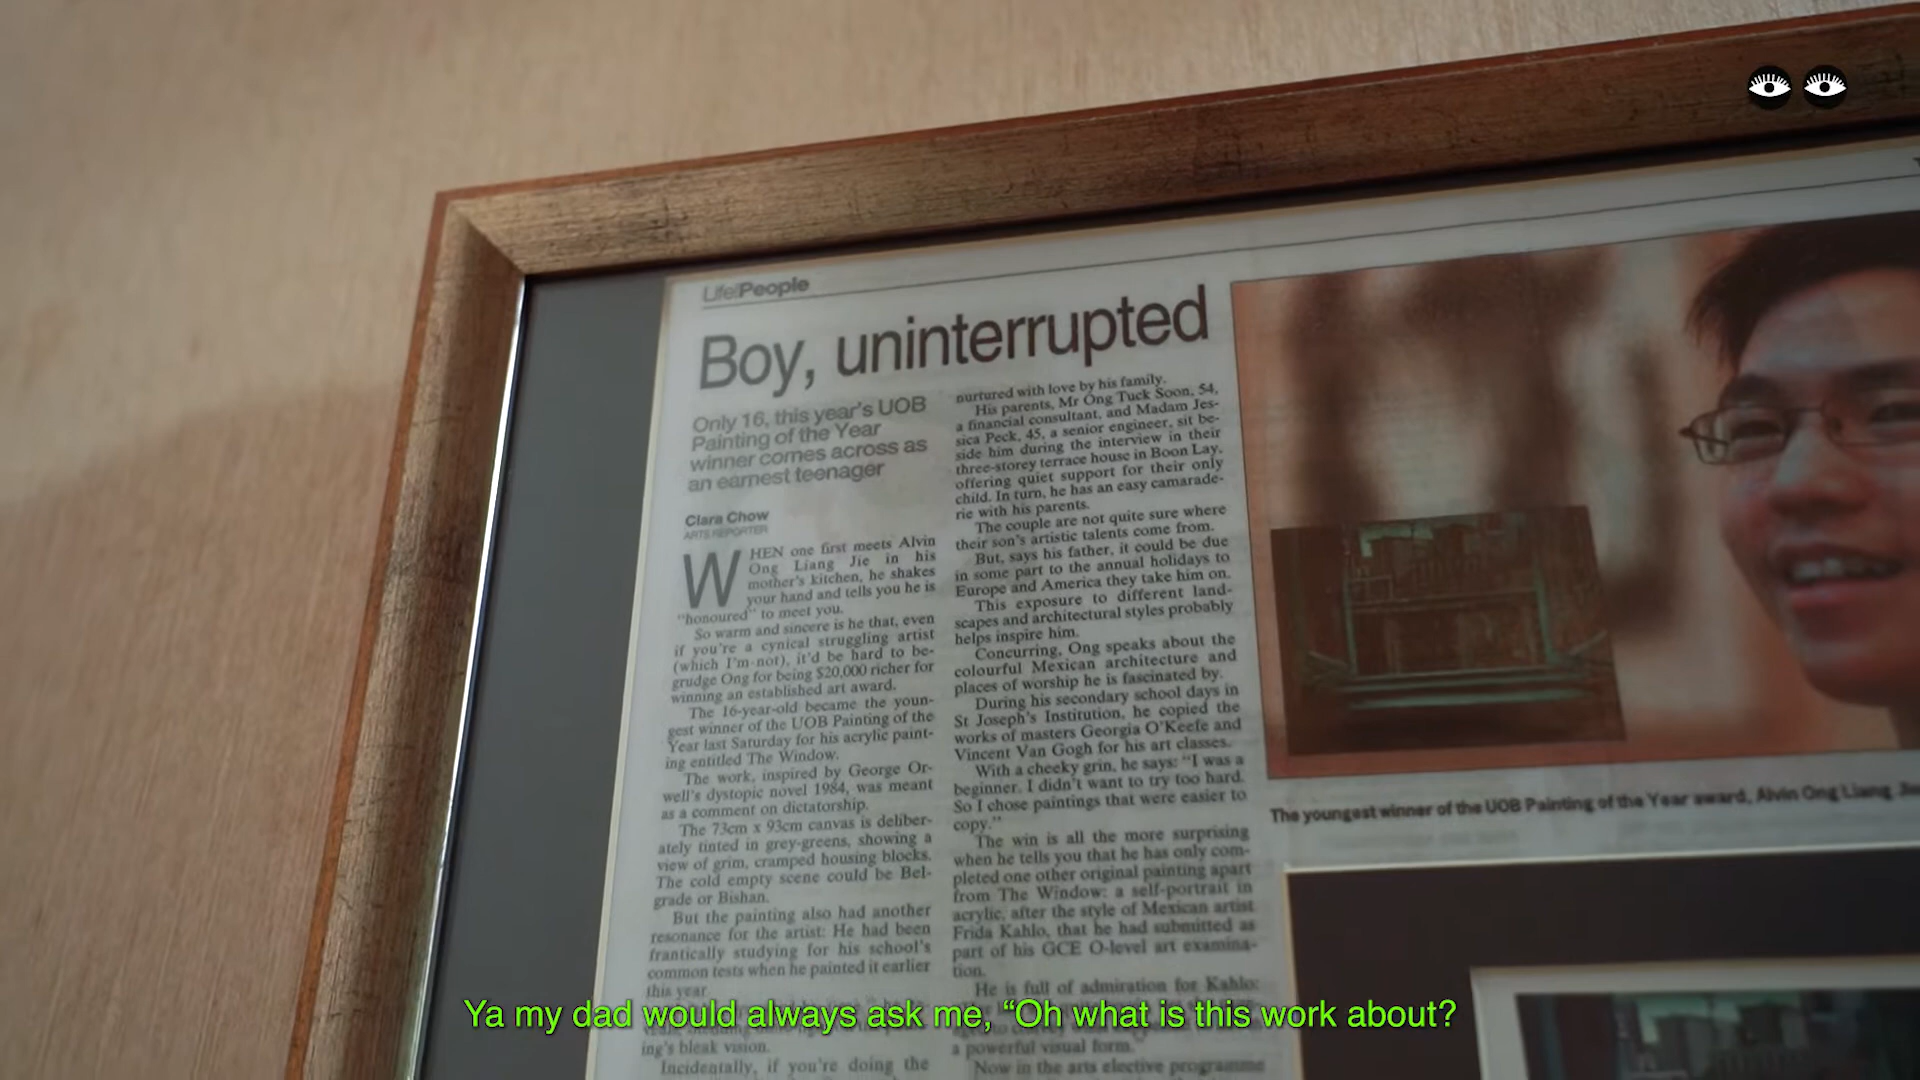 Life!People
Boy, uninterrupted
Only 16, this year's UOB
Painting of the Year
winner comes across as
an earnest teenager
Clara Chow
ARTS REPORTER
WHEN one first meets Alvin
Ong Liang Jie in his
mother's kitchen, he shakes
your hand and tells you he is
"honoured" to meet you.
So warm and sincere is he that, even
if you're a cynical struggling artist
(which I'm not), it'd be hard to be-
grudge Ong for being $20,000 richer for
winning an established art award.
The 16-year-old became the youn-
gest winner of the UOB Painting of the
Year last Saturday for his acrylic paint-
ing entitled The Window.
The work, inspired by George Or-
well's dystopic novel 1984, was meant
as a comment on dictatorship.
The 73cm x 93cm canvas is deliber-
ately tinted in grey-greens, showing a
view of grim, cramped housing blocks.
The cold empty scene could be Bel-
grade or Bishan.
But the painting also had another
resonance for the artist: He had been
frantically studying for his school's
common tests when he painted it earlier
this year.
ing's bleak vision.
Incidentally, if you're doing the
nurtured with love by his family.
His parents, Mr Ong Tuck Soon, 54,
a financial consultant, and Madam Jes-
sica Peck, 45, a senior engineer, sit be-
side him during the interview in their
three-storey terrace house in Boon Lay,
offering quiet support for their only
child. In turn, he has an easy camarade-
rie with his parents.
The couple are not quite sure where
their son's artistic talents come from.
But, says his father, it could be due
in some part to the annual holidays to
Europe and America they take him on.
This exposure to different land-
scapes and architectural styles probably
helps inspire him.
Concurring, Ong speaks about the
colourful Mexican architecture and
places of worship he is fascinated by.
During his secondary school days in
St Joseph's Institution, he copied the
works of masters Georgia O'Keefe and
Vincent Van Gogh for his art classes.
With a cheeky grin, he says: "I was a
beginner. I didn't want to try too hard.
So I chose paintings that were easier to
copy."
The win is all the more surprising
when he tells you that he has only com-
pleted one other original painting apart
from The Window: a self-portrait in
acrylic, after the style of Mexican artist
Frida Kahlo, that he had submitted as
part of his GCE O-level art examina-
tion.
He is full of admiration for Kahlo:
a powerful visual form.
Now in the arts elective programme
The youngest winner of the UOB Painting of the Year award, Alvin Ong Liang
Ya my dad would always ask me, “Oh what is this work about?